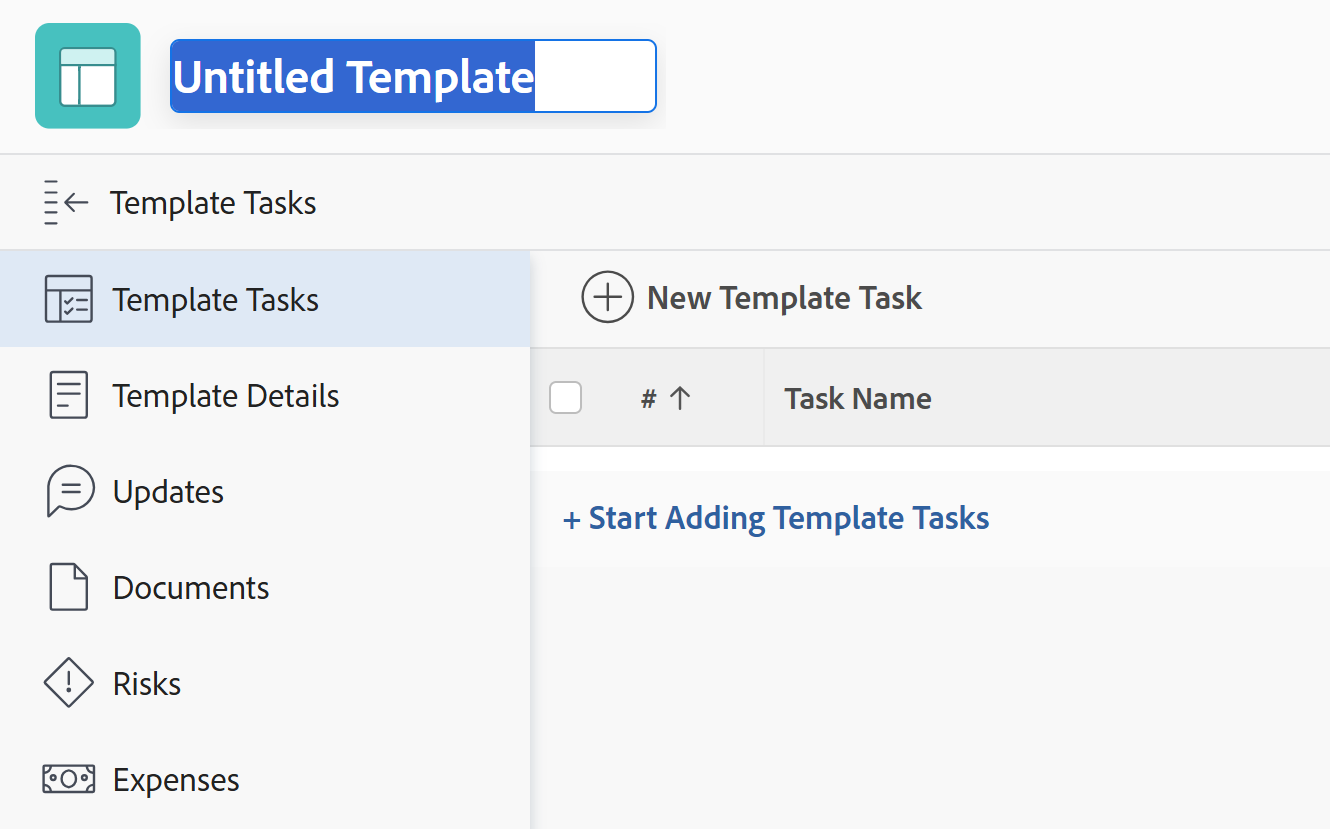 Untitled Template
Template Tasks
Template Tasks
Template Details
Updates
Documents
Risks
Expenses
New Template Task
# ↑ Task Name
+ Start Adding Template Tasks